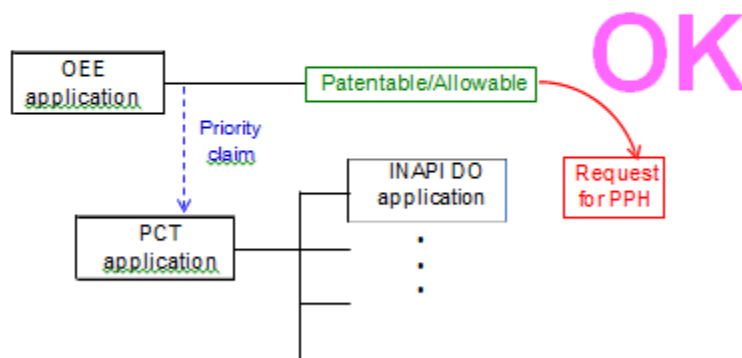 OK
OEE
application
Patentable/Allowable
Priority
claim
INAPI DO
application
Request
for PPH
PCT
application